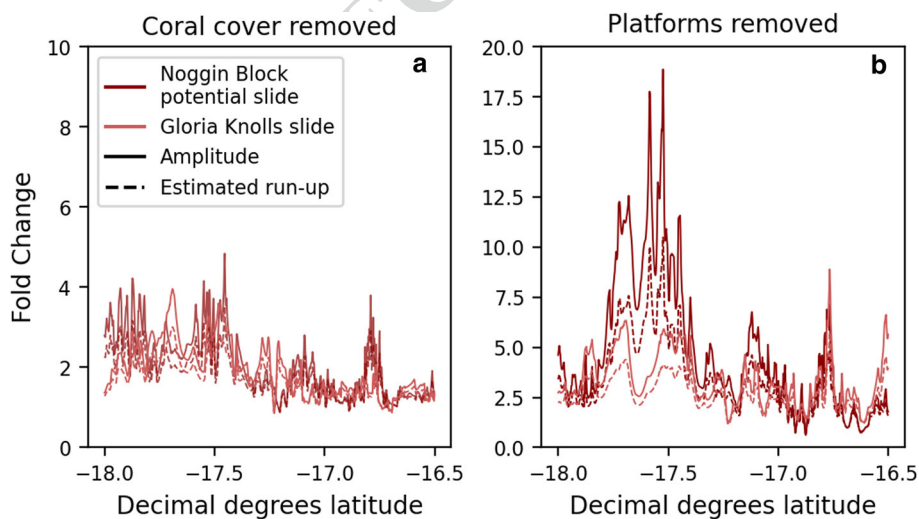 Coral cover removed
a
10
8
6
4
2
0
Fold Change
Noggin Block
potential slide
Gloria Knolls slide
Amplitude
Estimated run-up
−18.0 −17.5 −17.0 −16.5
Decimal degrees latitude
Platforms removed
b
20.0
17.5
15.0
12.5
10.0
7.5
5.0
2.5
0.0
−18.0 −17.5 −17.0 −16.5
Decimal degrees latitude